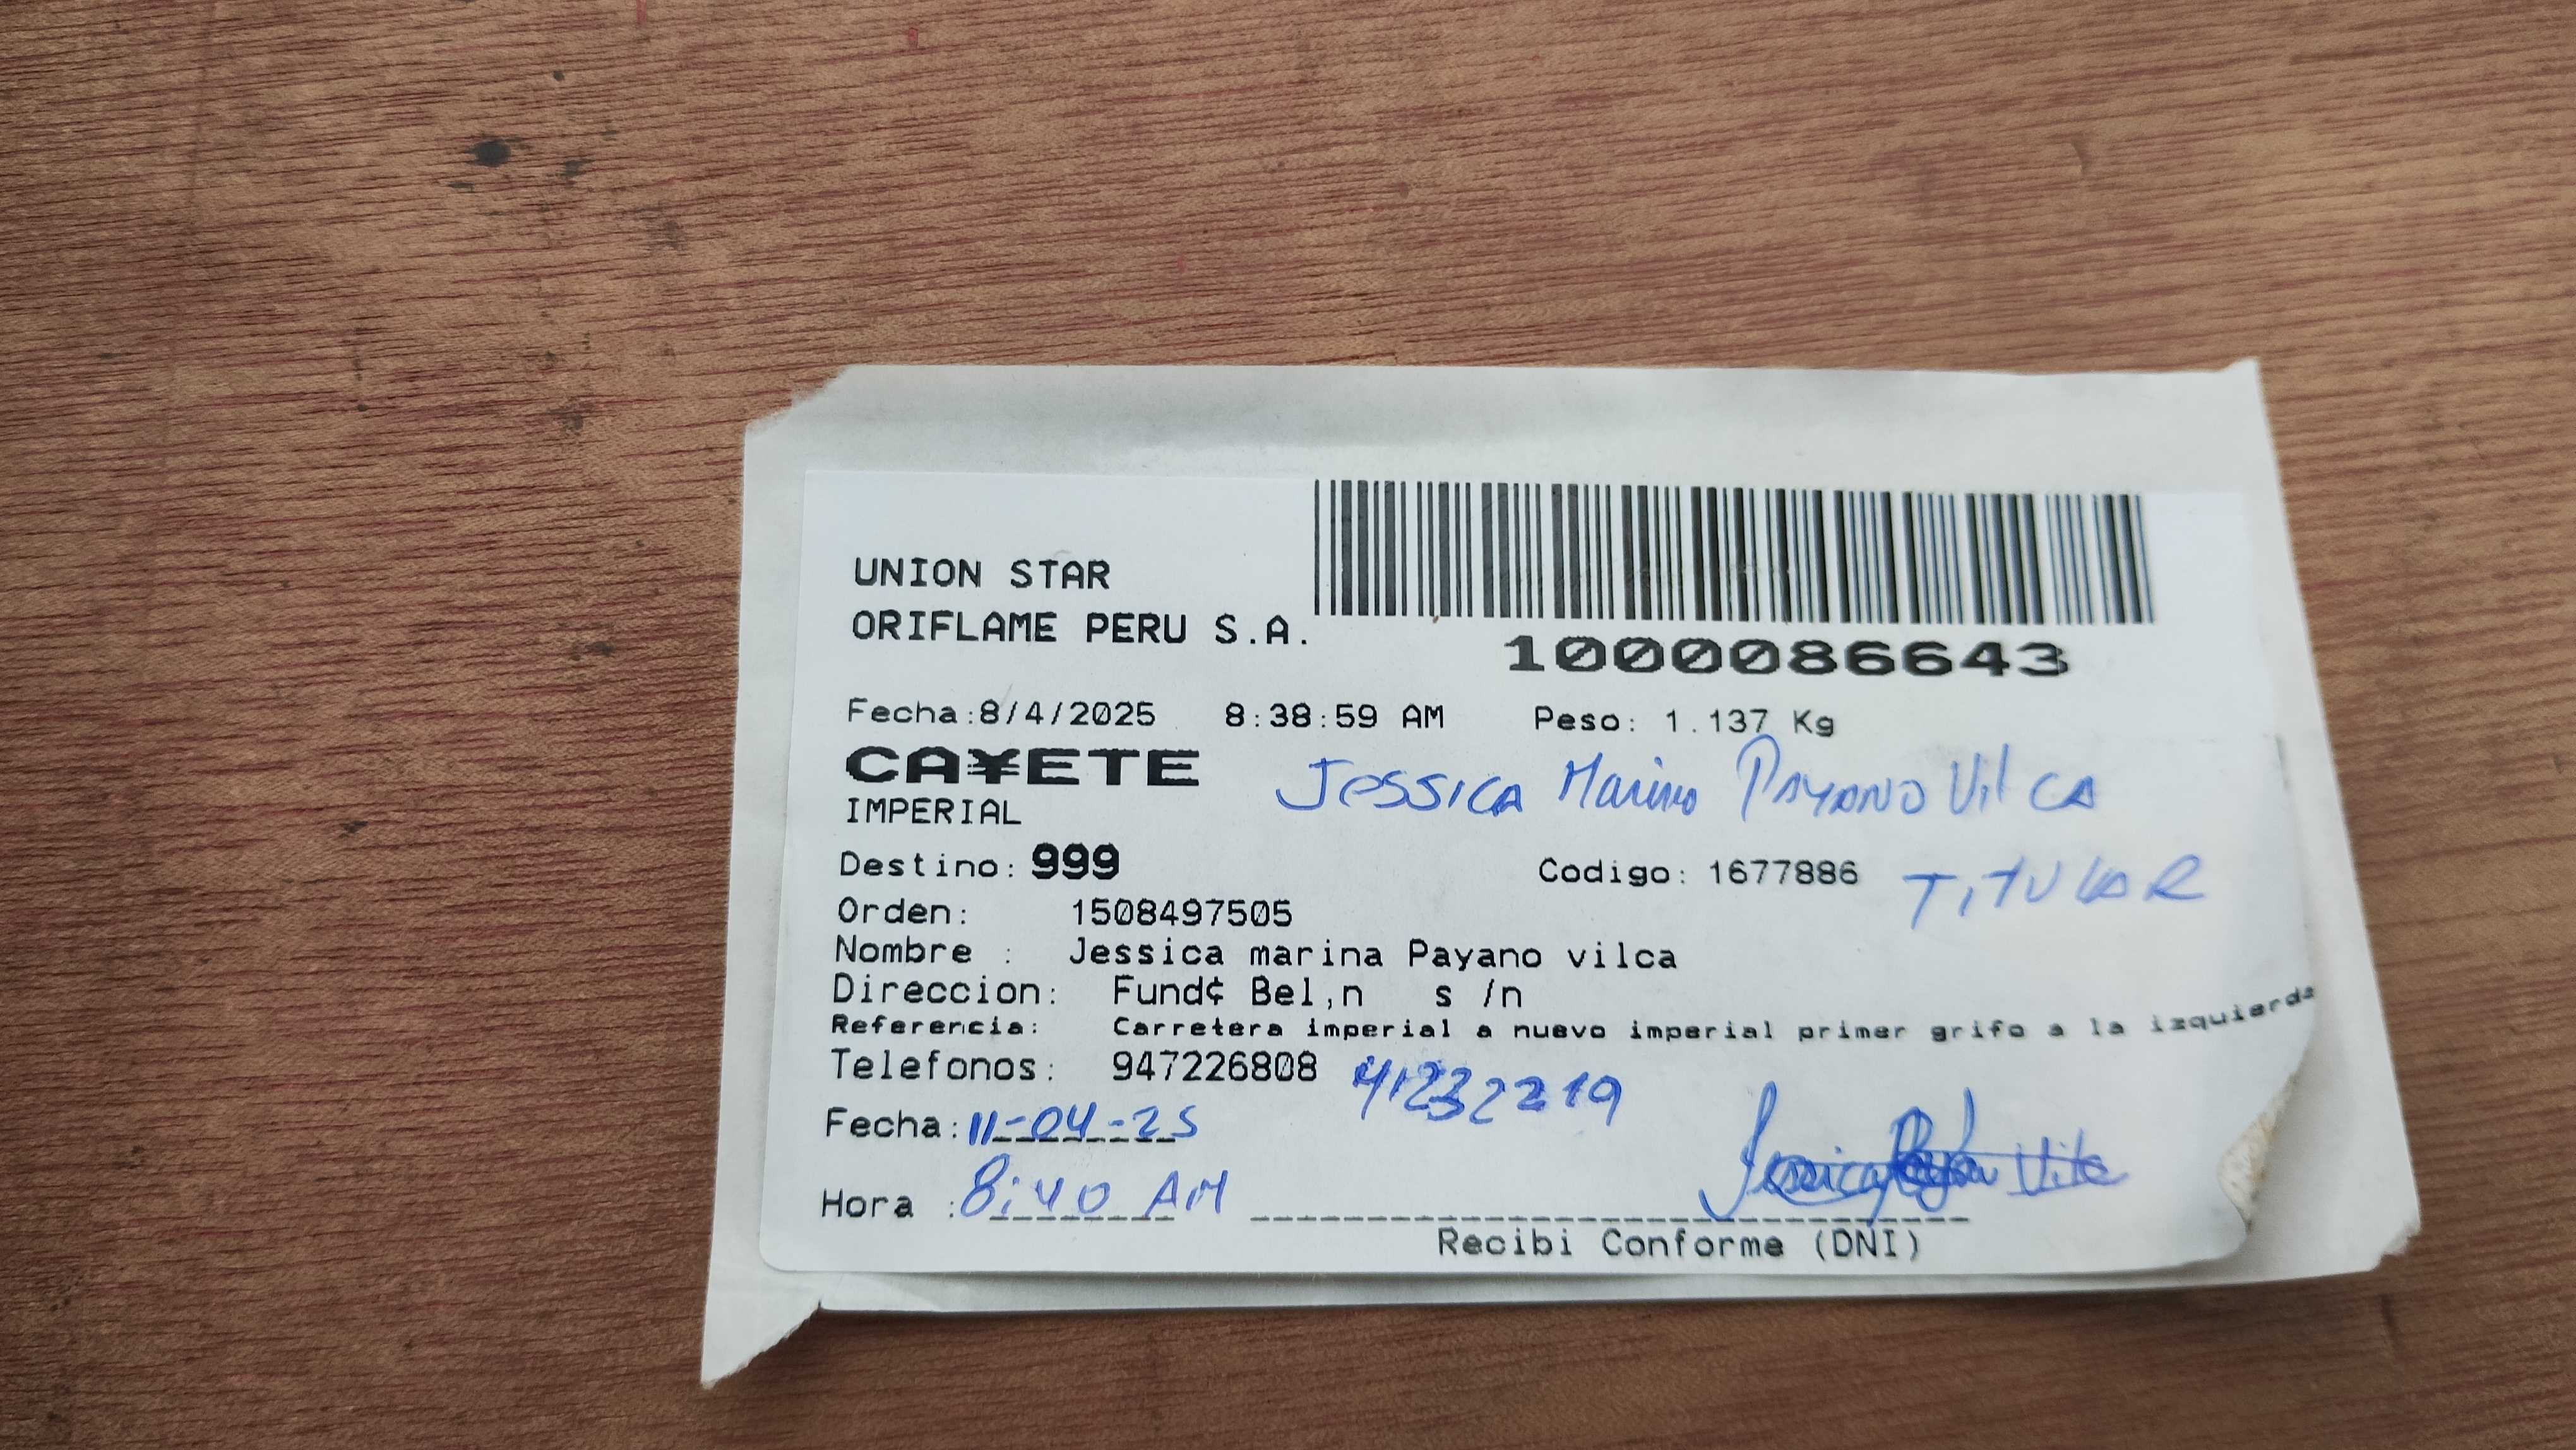 UNION STAR
ORIFLAME PERU S.A.
1000086643
Fecha:8/4/2025 8:38:59 AM Peso: 1.137 Kg
CA¥ETE
Jessica Marina Payano Vilca
IMPERIAL
Destino: 999 Codigo: 1677886 TITULAR
Orden: 1508497505
Nombre : Jessica marina Payano vilca
Direccion: Fund¢ Bel,n s /n
Referencia: Carretera imperial a nuevo imperial primer grifo a la izquierda
Telefonos: 947226808 41232219
Fecha: 11-04-25
Hora : 8:40 AM
Recibi Conforme (DNI)